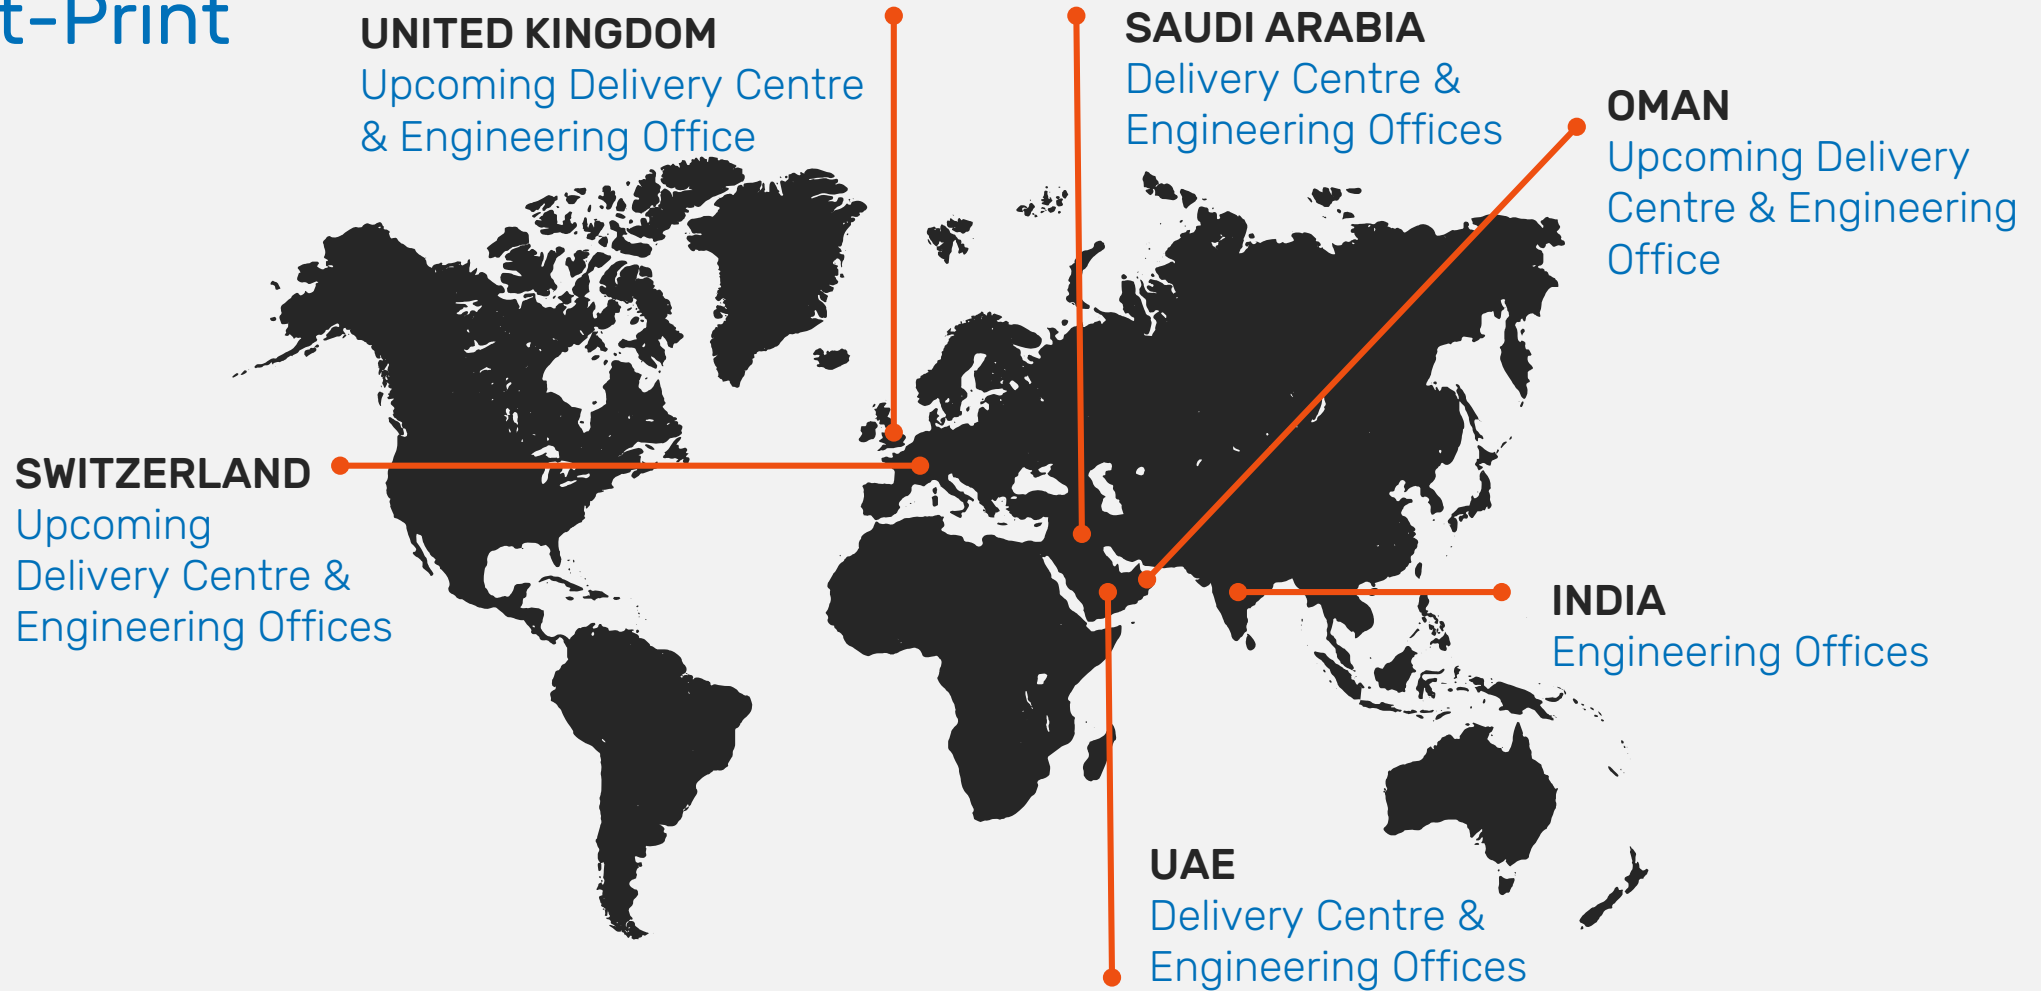 t-Print
UNITED KINGDOM
Upcoming Delivery Centre
& Engineering Office
SAUDI ARABIA
Delivery Centre &
Engineering Offices
OMAN
Upcoming Delivery
Centre & Engineering
Office
SWITZERLAND
Upcoming
Delivery Centre &
Engineering Offices
INDIA
Engineering Offices
UAE
Delivery Centre &
Engineering Offices